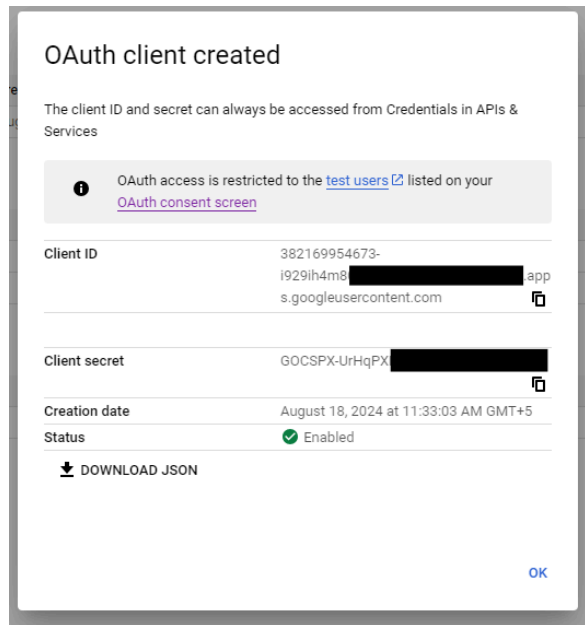 OAuth client created
The client ID and secret can always be accessed from Credentials in APIs &
Services
OAuth access is restricted to the test users listed on your
OAuth consent screen
Client ID 382169954673-
i929ih4m8 .app
s.googleusercontent.com
Client secret GOCSPX-UrHqPX
Creation date August 18, 2024 at 11:33:03 AM GMT+5
Status Enabled
DOWNLOAD JSON
OK